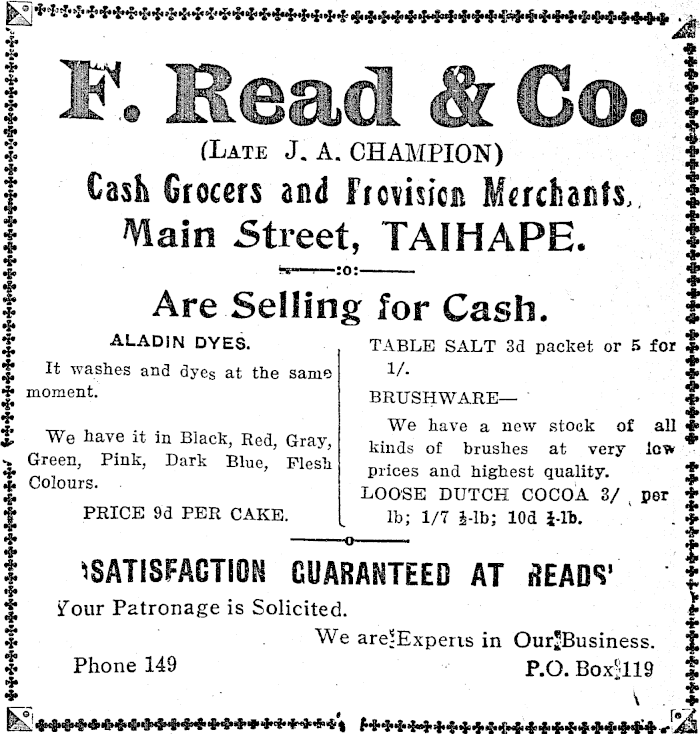 F. Read & Co.
(LATE J. A. CHAMPION)
Cash Grocers and Provision Merchants,
Main Street, TAIHAPE.
:o:
Are Selling for Cash.
ALADIN DYES.
It washes and dyes at the same
moment.
We have it in Black, Red, Gray,
Green, Pink, Dark Blue, Flesh
Colours.
PRICE 9d PER CAKE.
TABLE SALT 3d packet or 5 for
1/.
BRUSHWARE—
We have a new stock of all
kinds of brushes at very low
prices and highest quality.
LOOSE DUTCH COCOA 3/ per
lb; 1/7 ½-lb; 10d ¼-lb.
'SATISFACTION GUARANTEED AT READS'
Your Patronage is Solicited.
We are Experts in Our Business.
Phone 149
P.O. Box 119